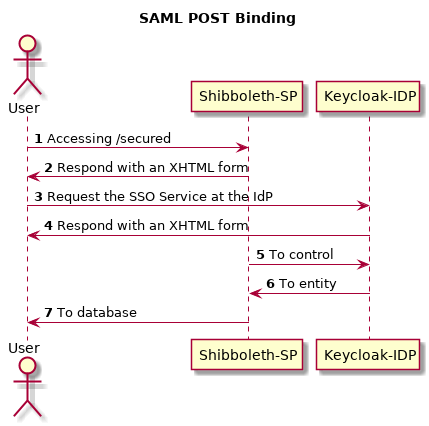 SAML POST Binding
User
Shibboleth-SP
Keycloak-IDP
1 Accessing /secured
2 Respond with an XHTML form
3 Request the SSO Service at the IdP
4 Respond with an XHTML form
5 To control
6 To entity
7 To database
User
Shibboleth-SP
Keycloak-IDP